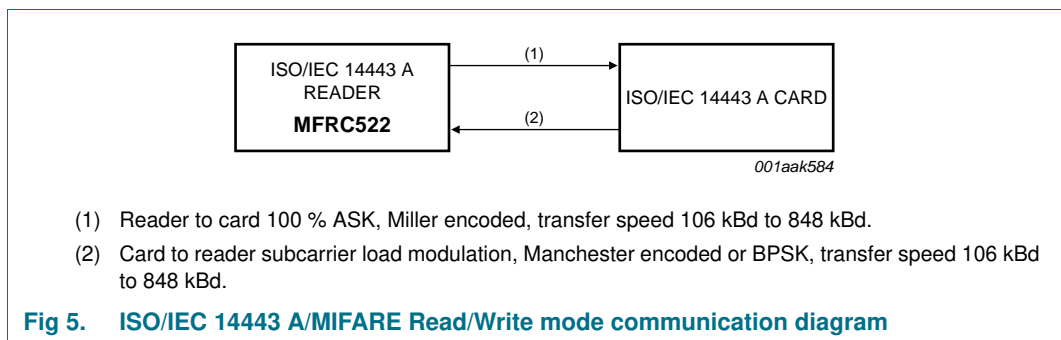 (1)
ISO/IEC 14443 A
READER
MFRC522
ISO/IEC 14443 A CARD
(2)
001aak584
(1) Reader to card 100 % ASK, Miller encoded, transfer speed 106 kBd to 848 kBd.
(2) Card to reader subcarrier load modulation, Manchester encoded or BPSK, transfer speed 106 kBd
to 848 kBd.
Fig 5. ISO/IEC 14443 A/MIFARE Read/Write mode communication diagram